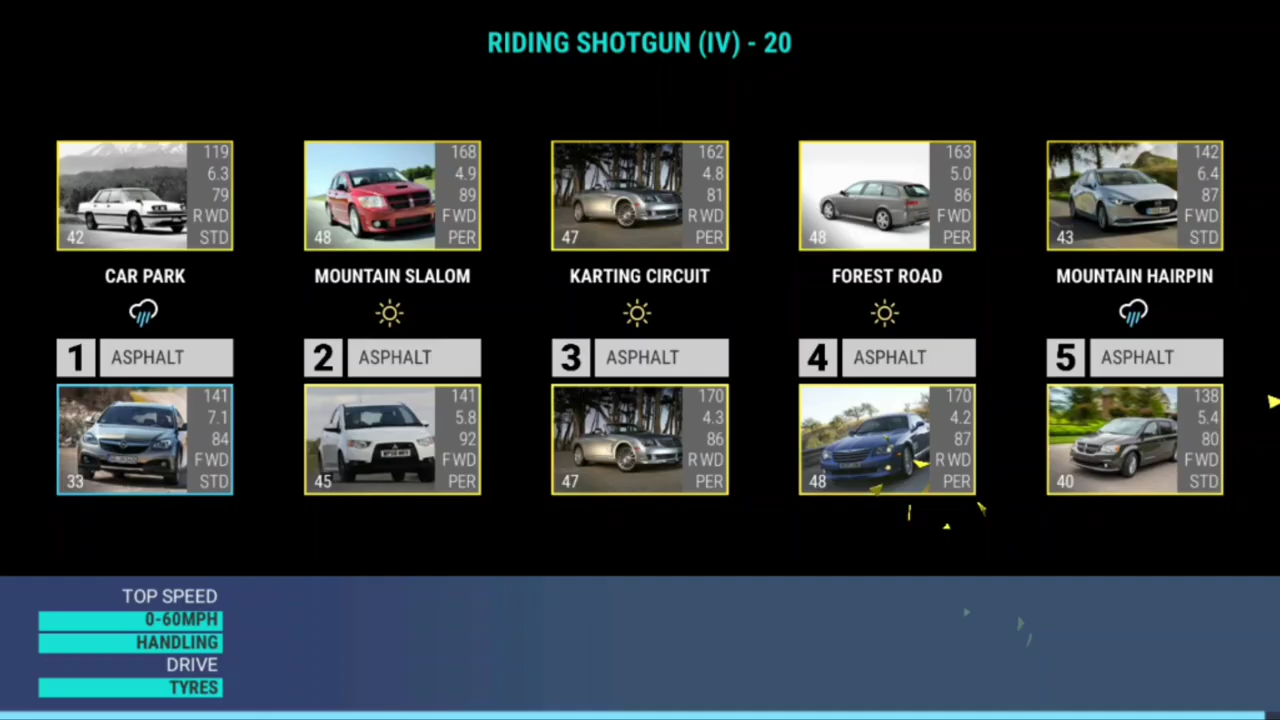 RIDING SHOTGUN (IV) - 20
119
6.3
79
RWD
42 STD
168
4.9
89
FWD
48 PER
162
4.8
81
RWD
47 PER
163
5.0
86
FWD
48 PER
142
6.4
87
FWD
43 STD
CAR PARK
MOUNTAIN SLALOM
KARTING CIRCUIT
FOREST ROAD
MOUNTAIN HAIRPIN
1 ASPHALT
2 ASPHALT
3 ASPHALT
4 ASPHALT
5 ASPHALT
141
7.1
84
FWD
33 STD
141
5.8
92
FWD
45 PER
170
4.3
86
RWD
47 PER
170
4.2
87
RWD
48 PER
138
5.4
80
FWD
40 STD
TOP SPEED
0-60MPH
HANDLING
DRIVE
TYRES